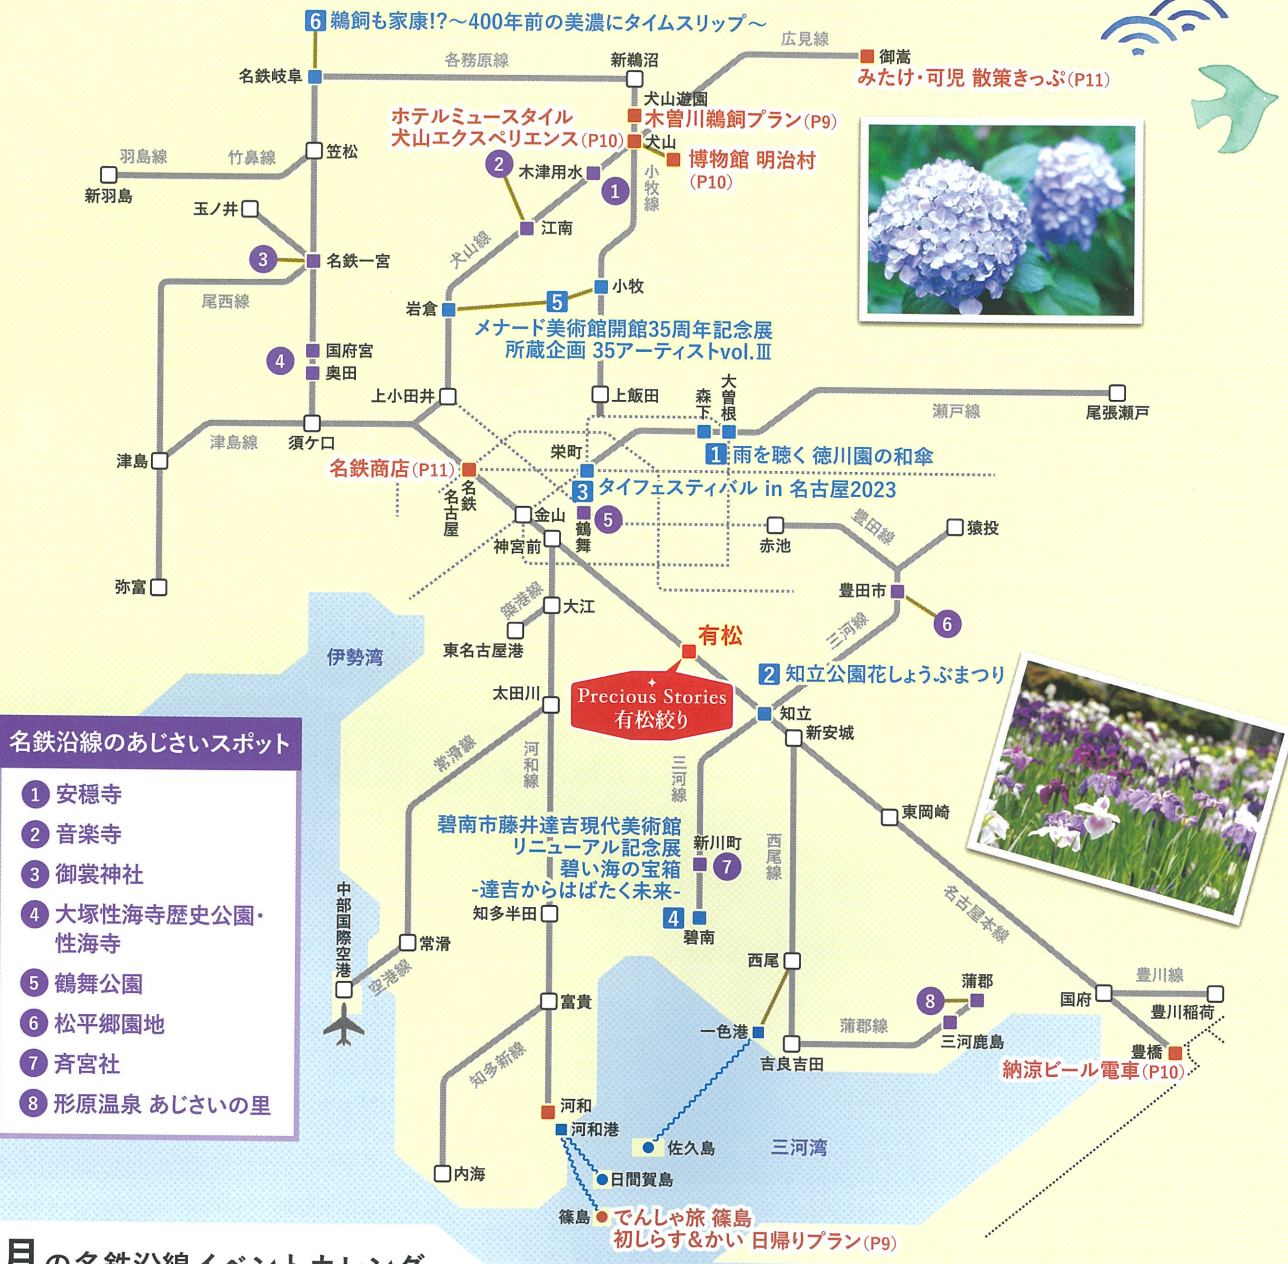 6 鵜飼も家康!?～400年前の美濃にタイムスリップ～
名鉄岐阜
各務原線
新鵜沼
広見線
御嵩
みたけ・可児 散策きっぷ(P11)
犬山遊園
木曽川鵜飼プラン(P9)
ホテルミュースタイル
犬山エクスペリエンス(P10)
犬山
博物館 明治村
(P10)
羽島線
竹鼻線
笠松
新羽島
2
木津用水
1
小牧線
玉ノ井
江南
犬山線
3
名鉄一宮
尾西線
岩倉
5
小牧
メナード美術館開館35周年記念展
所蔵企画 35アーティストvol.Ⅲ
4
国府宮
奥田
上小田井
上飯田
森下
大曽根
瀬戸線
尾張瀬戸
須ケ口
津島線
津島
栄町
1 雨を聴く 徳川園の和傘
名鉄商店(P11)
名鉄
名古屋
3 タイフェスティバル in 名古屋2023
金山
鶴舞
5
神宮前
赤池
豊田線
猿投
弥富
豊田市
6
築港線
大江
東名古屋港
三河線
伊勢湾
有松
Precious Stories
有松絞り
2 知立公園花しょうぶまつり
太田川
知立
新安城
常滑線
河和線
三河線
名鉄沿線のあじさいスポット
1 安穏寺
2 音楽寺
3 御裳神社
4 大塚性海寺歴史公園・
性海寺
5 鶴舞公園
6 松平郷園地
7 斉宮社
8 形原温泉 あじさいの里
東岡崎
碧南市藤井達吉現代美術館
リニューアル記念展
碧い海の宝箱
-達吉からはばたく未来-
新川町
7
西尾線
名古屋本線
知多半田
4
碧南
中部国際空港
常滑
空港線
西尾
蒲郡
8
国府
豊川線
豊川稲荷
富貴
一色港
三河鹿島
蒲郡線
吉良吉田
豊橋
納涼ビール電車(P10)
知多新線
河和
河和港
佐久島
三河湾
内海
日間賀島
篠島
でんしゃ旅 篠島
初しらす&かい 日帰りプラン(P9)
月の名鉄沿線イベントカレンダー